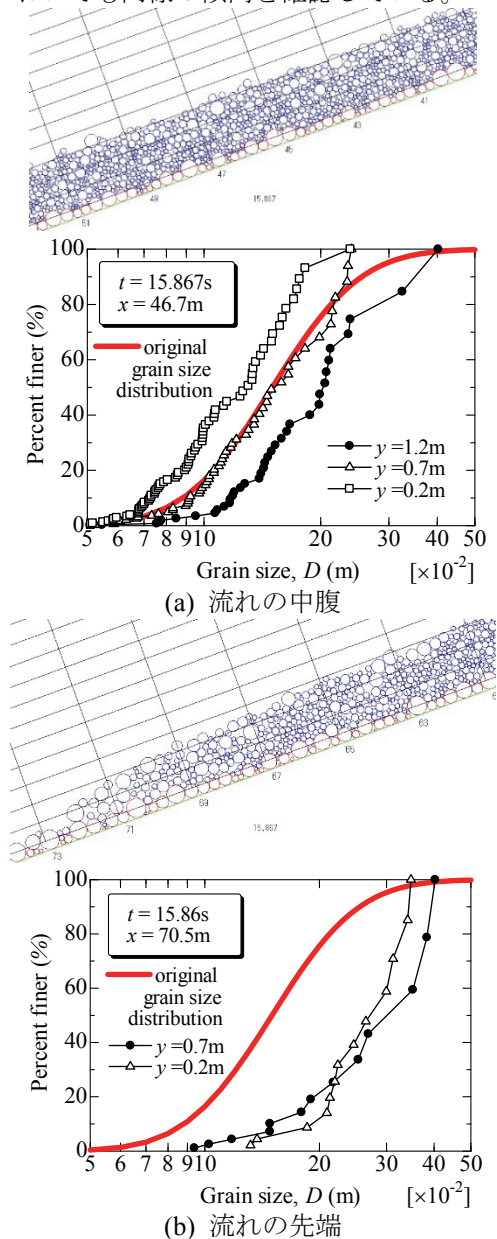 41
43
45
47
49
51
15.867
100
80
60
40
20
0
Percent finer (%)
t = 15.867s
x = 46.7m
original
grain size
distribution
y =1.2m
y =0.7m
y =0.2m
5 6 7 8 9 10 20 30 40 50
Grain size, D (m) [×10⁻²]
(a) 流れの中腹
63
65
67
69
71
73
15.867
100
80
60
40
20
0
Percent finer (%)
t = 15.86s
x = 70.5m
original
grain size
distribution
y =0.7m
y =0.2m
5 6 7 8 9 10 20 30 40 50
Grain size, D (m) [×10⁻²]
(b) 流れの先端